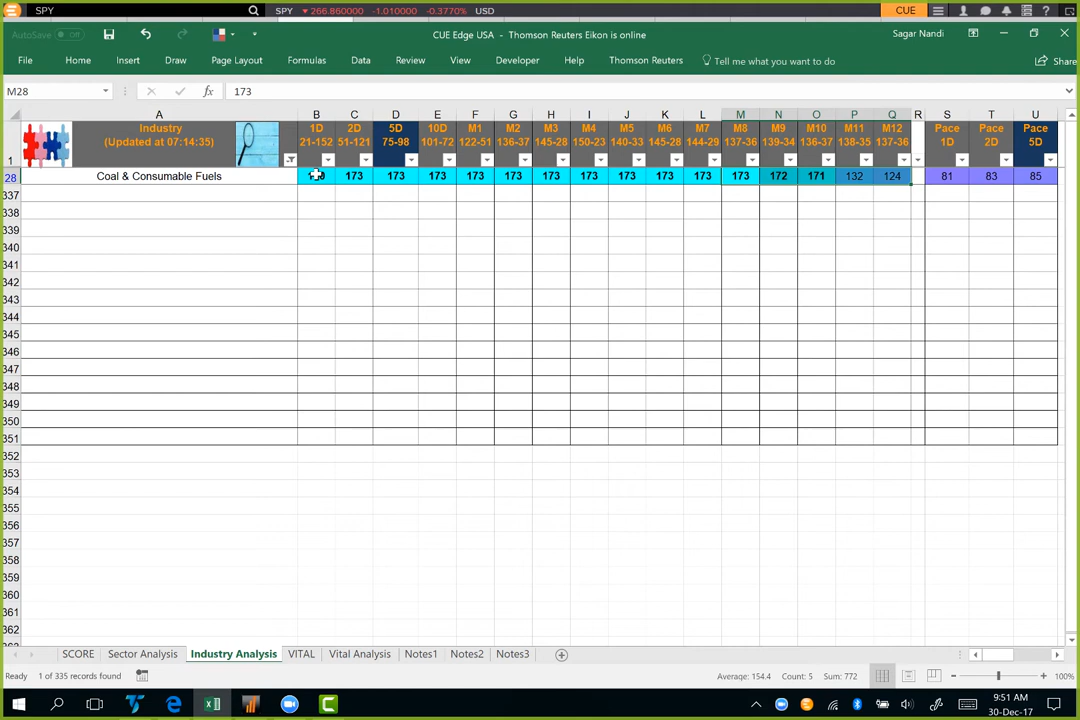 SPY SPY ▼266.860000 -1.010000 -0.3770% USD CUE
AutoSave Off CUE Edge USA - Thomson Reuters Eikon is online Sagar Nandi
File Home Insert Draw Page Layout Formulas Data Review View Developer Help Thomson Reuters Tell me what you want to do Share
M28 fx 173
A B C D E F G H I J K L M N O P Q R S T U
Industry 1D 2D 5D 10D M1 M2 M3 M4 M5 M6 M7 M8 M9 M10 M11 M12 Pace Pace Pace
(Updated at 07:14:35) 21-152 51-121 75-98 101-72 122-51 136-37 145-28 150-23 140-33 145-28 144-29 137-36 139-34 136-37 138-35 137-36 1D 2D 5D
1
28 Coal & Consumable Fuels 173 173 173 173 173 173 173 173 173 173 173 172 171 132 124 81 83 85
337
338
339
340
341
342
343
344
345
346
347
348
349
350
351
352
353
354
355
356
357
358
359
360
361
362
SCORE Sector Analysis Industry Analysis VITAL Vital Analysis Notes1 Notes2 Notes3
Ready 1 of 335 records found Average: 154.4 Count: 5 Sum: 772 100%
9:51 AM
30-Dec-17